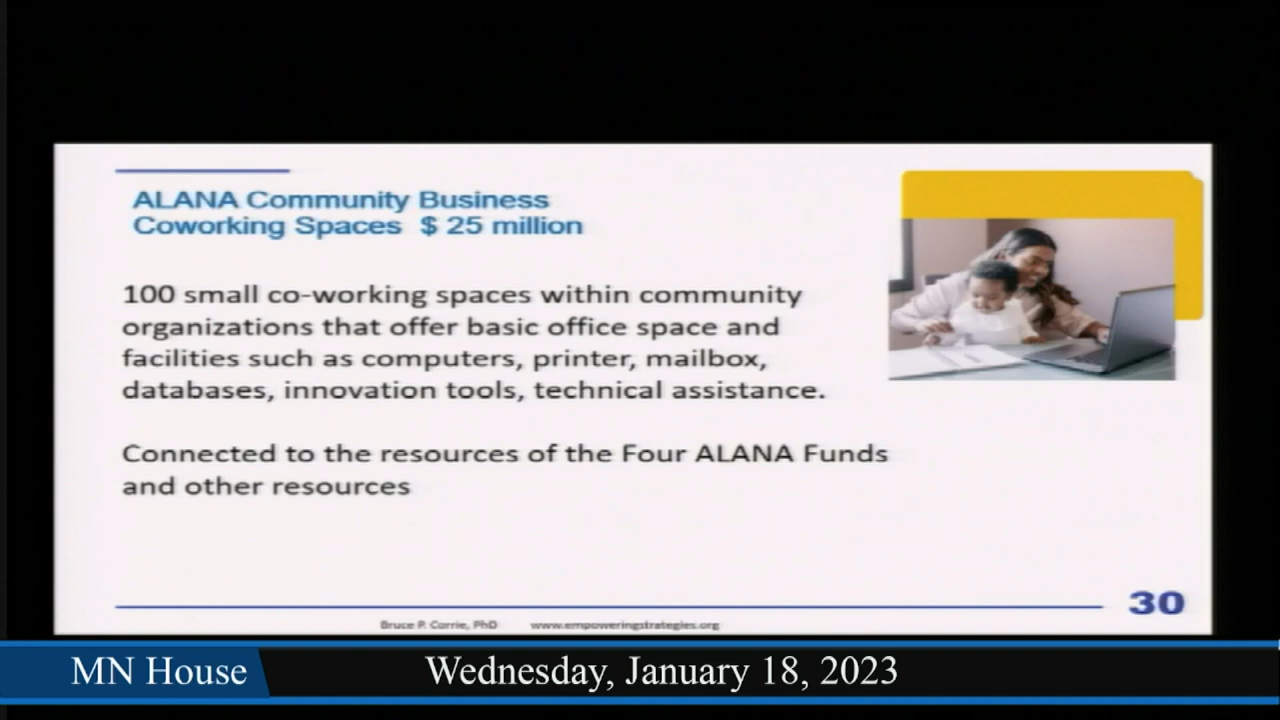 ALANA Community Business
Coworking Spaces $ 25 million
100 small co-working spaces within community
organizations that offer basic office space and
facilities such as computers, printer, mailbox,
databases, innovation tools, technical assistance.
Connected to the resources of the Four ALANA Funds
and other resources
30
Bruce P. Corrie, PhD www.empoweringstrategies.org
MN House Wednesday, January 18, 2023